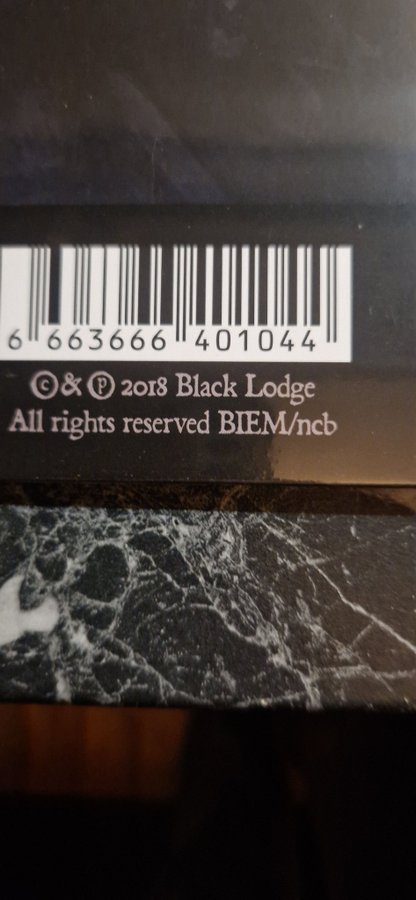 6 663666 401044
©&℗ 2018 Black Lodge
All rights reserved BIEM/ncb